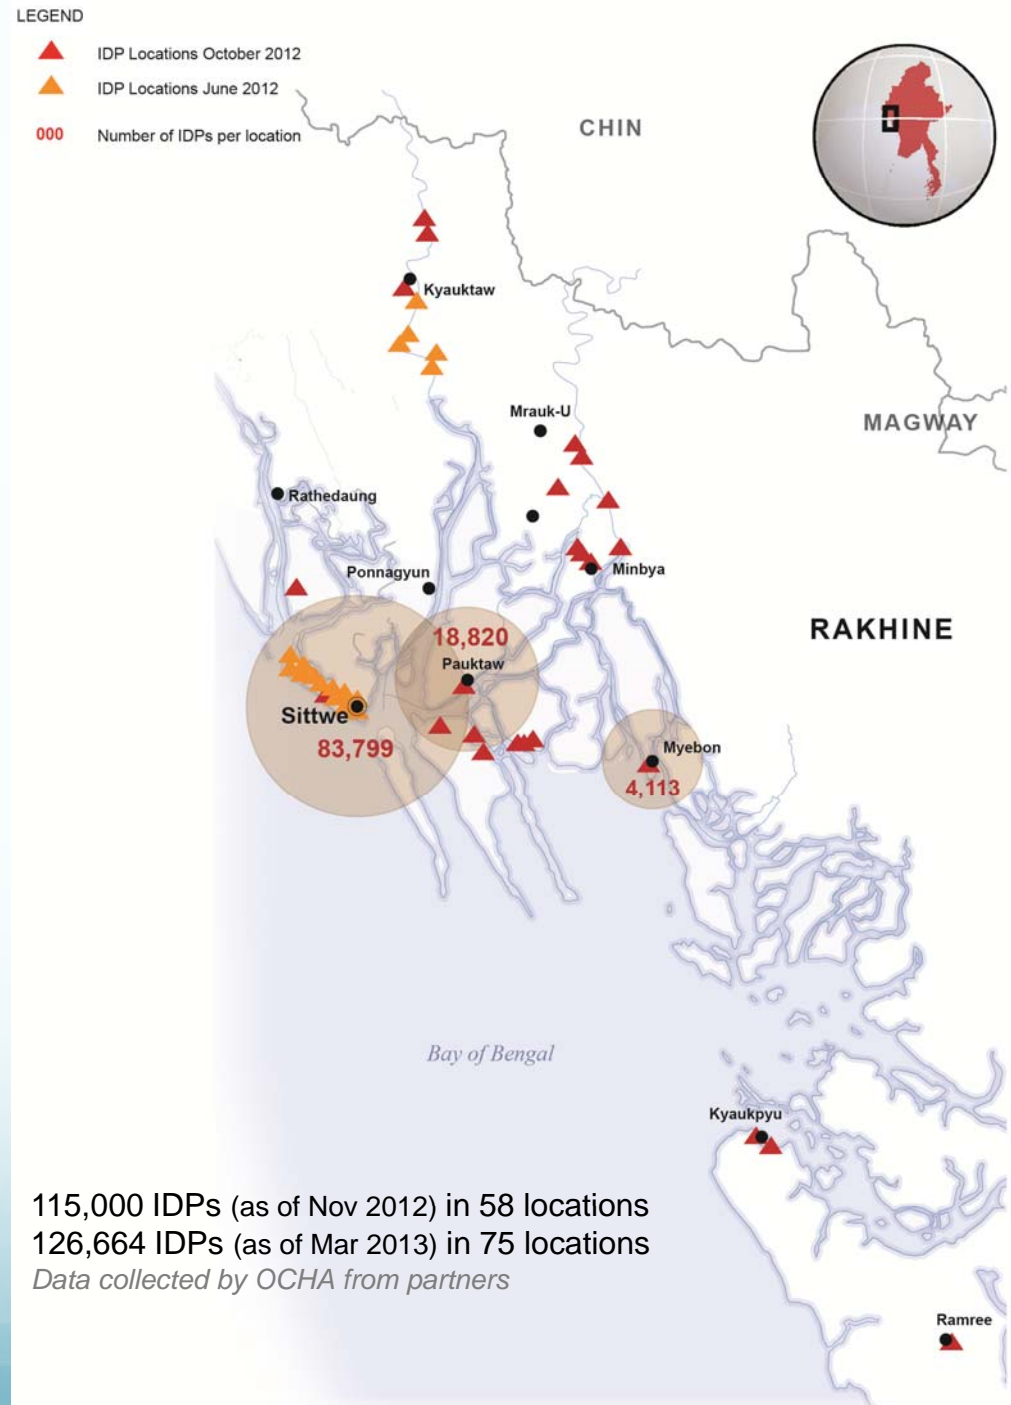 LEGEND
IDP Locations October 2012
IDP Locations June 2012
000 Number of IDPs per location
CHIN
Kyauktaw
Mrauk-U
MAGWAY
Rathedaung
Ponnagyun
Minbya
RAKHINE
18,820
Pauktaw
Sittwe
83,799
Myebon
4,113
Bay of Bengal
Kyaukpyu
115,000 IDPs (as of Nov 2012) in 58 locations
126,664 IDPs (as of Mar 2013) in 75 locations
Data collected by OCHA from partners
Ramree